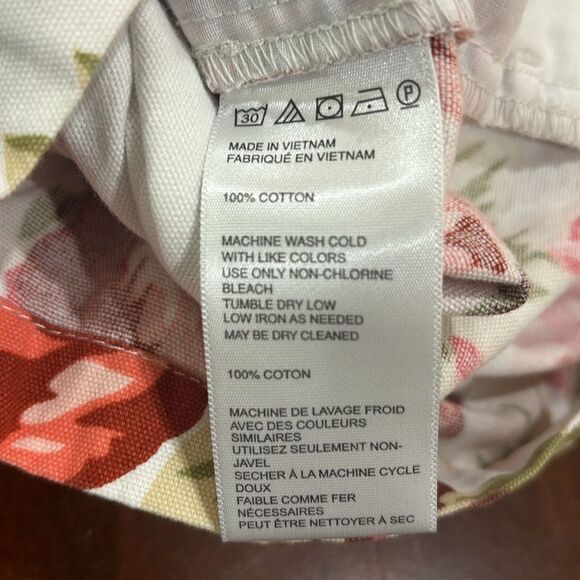 30 P
MADE IN VIETNAM
FABRIQUÉ EN VIETNAM
100% COTTON
MACHINE WASH COLD
WITH LIKE COLORS
USE ONLY NON-CHLORINE
BLEACH
TUMBLE DRY LOW
LOW IRON AS NEEDED
MAY BE DRY CLEANED
100% COTON
MACHINE DE LAVAGE FROID
AVEC DES COULEURS
SIMILAIRES
UTILISEZ SEULEMENT NON-
JAVEL
SECHER À LA MACHINE CYCLE
DOUX
FAIBLE COMME FER
NÉCESSAIRES
PEUT ÊTRE NETTOYER À SEC